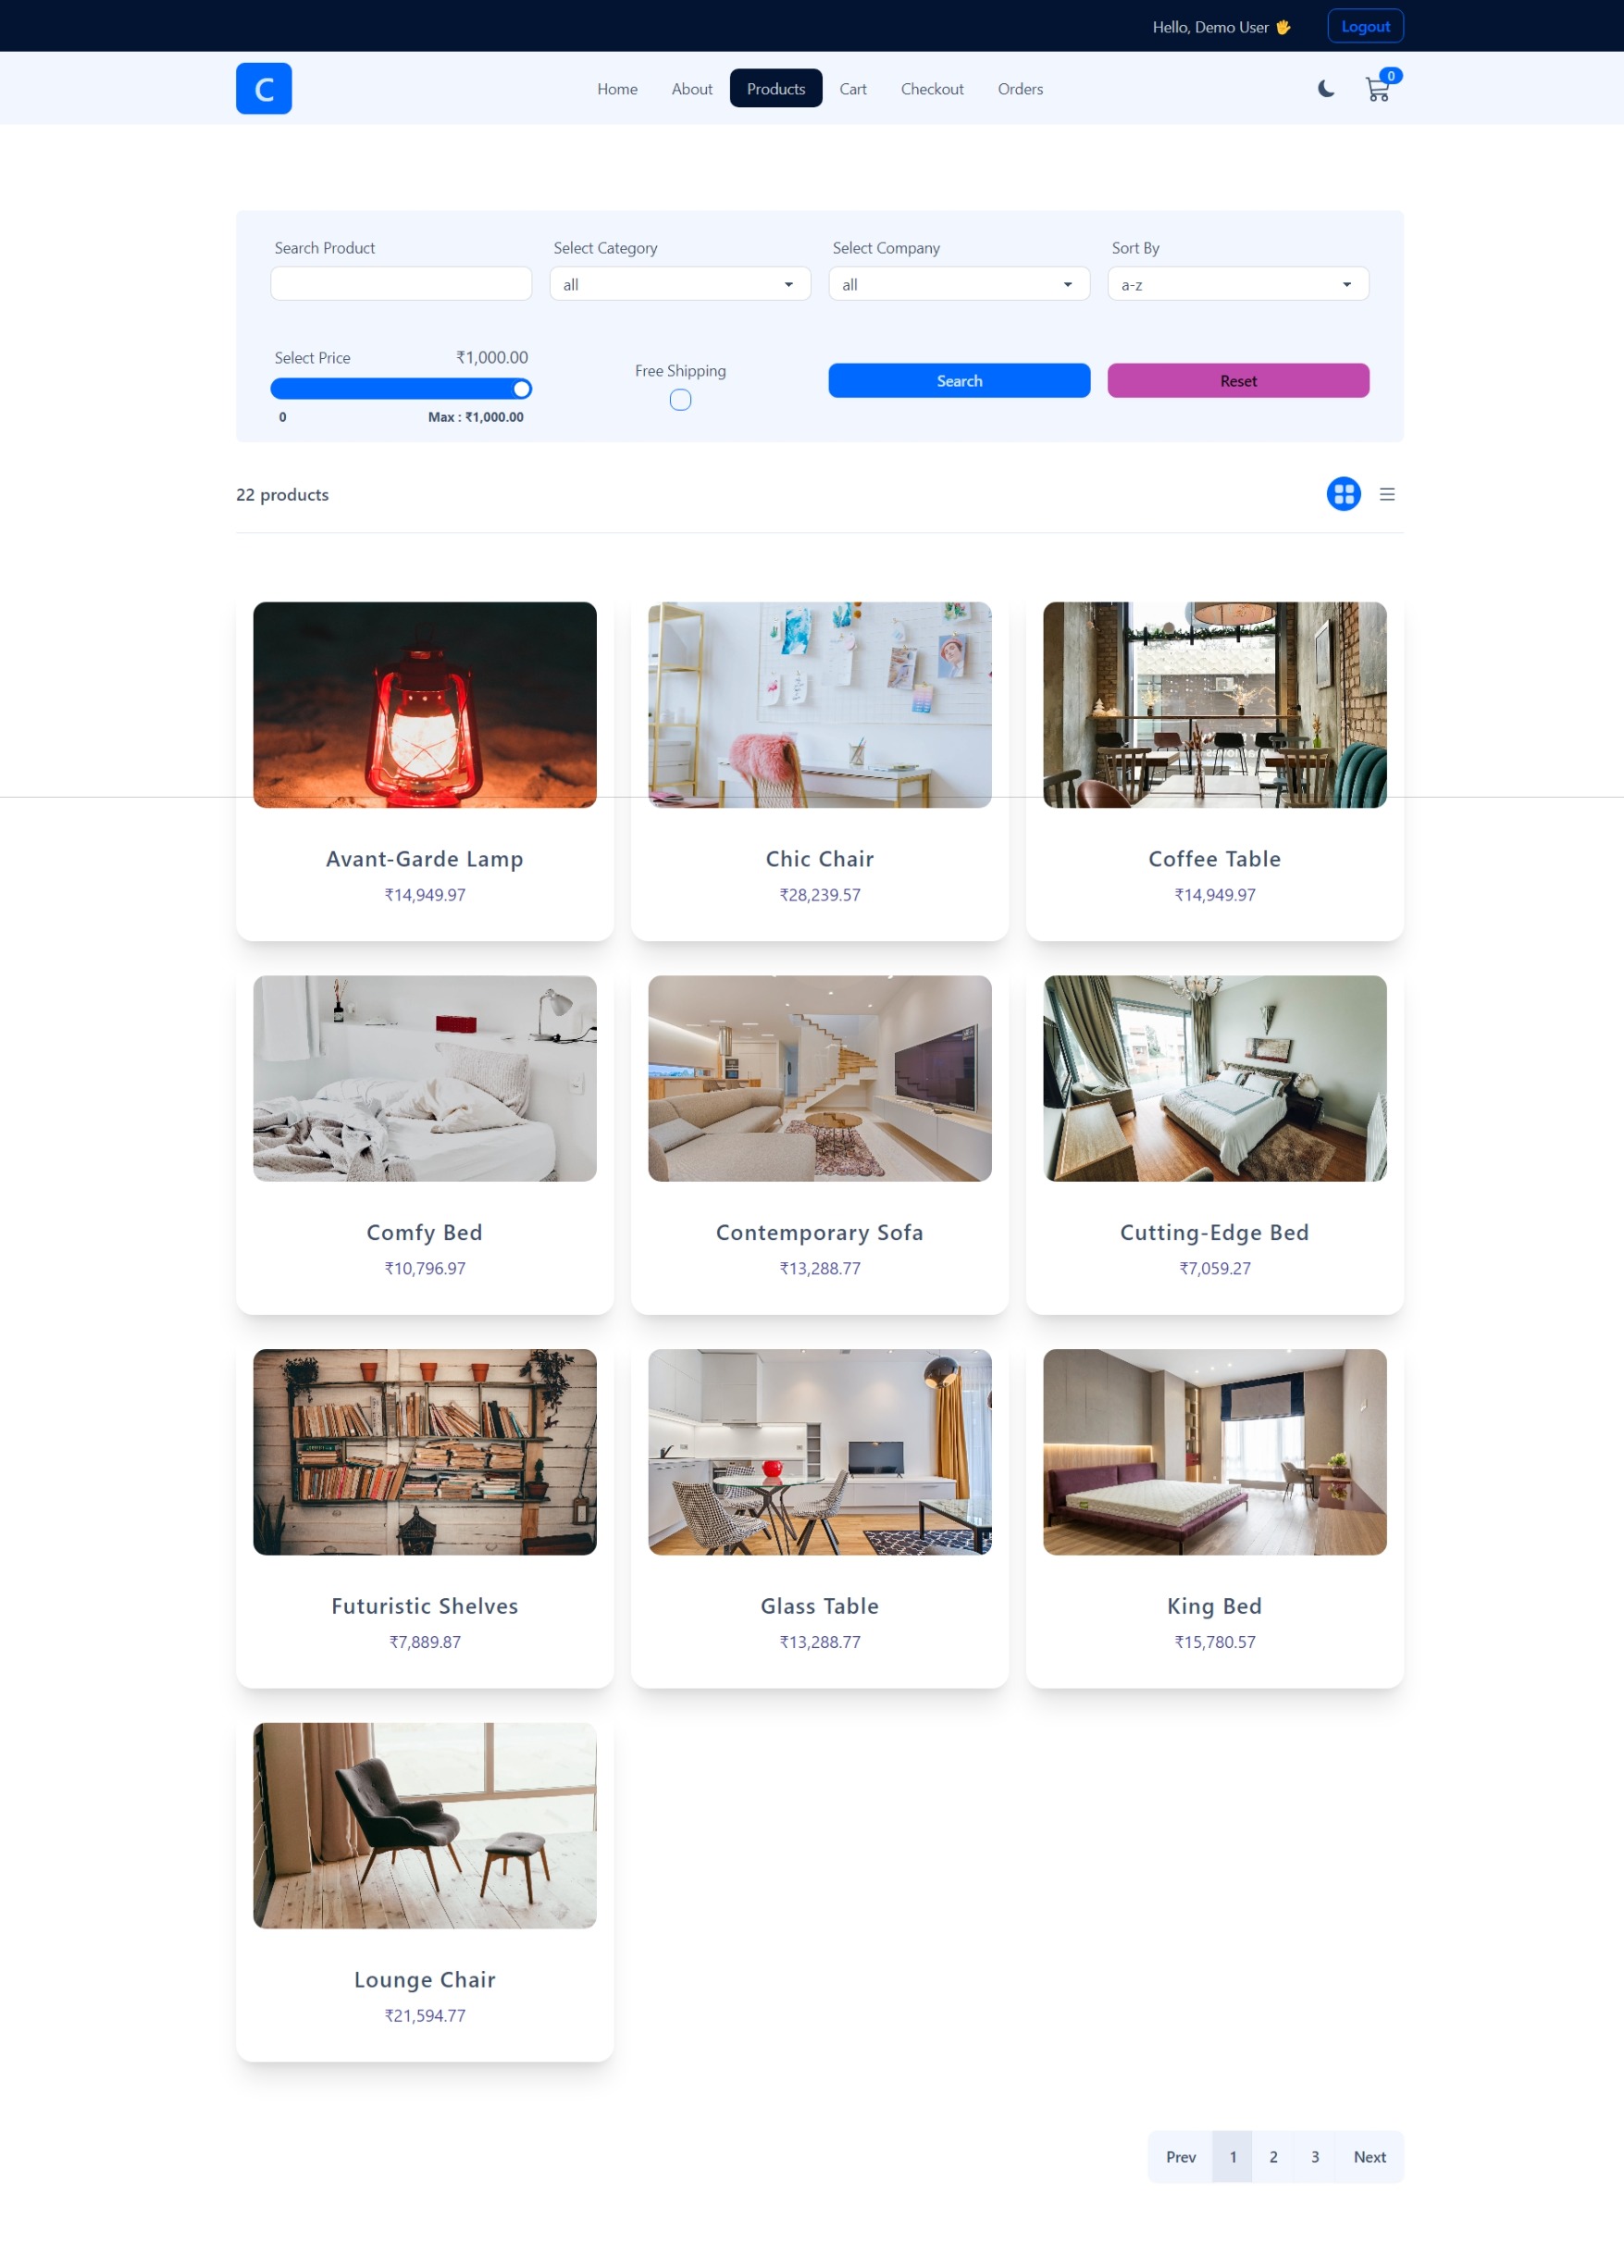 Hello, Demo User 🖐 Logout
C Home About Products Cart Checkout Orders 0
Search Product Select Category Select Company Sort By
all all a-z
Select Price ₹1,000.00 Free Shipping Search Reset
0 Max : ₹1,000.00
22 products
Avant-Garde Lamp
₹14,949.97
Chic Chair
₹28,239.57
Coffee Table
₹14,949.97
Comfy Bed
₹10,796.97
Contemporary Sofa
₹13,288.77
Cutting-Edge Bed
₹7,059.27
Futuristic Shelves
₹7,889.87
Glass Table
₹13,288.77
King Bed
₹15,780.57
Lounge Chair
₹21,594.77
Prev 1 2 3 Next